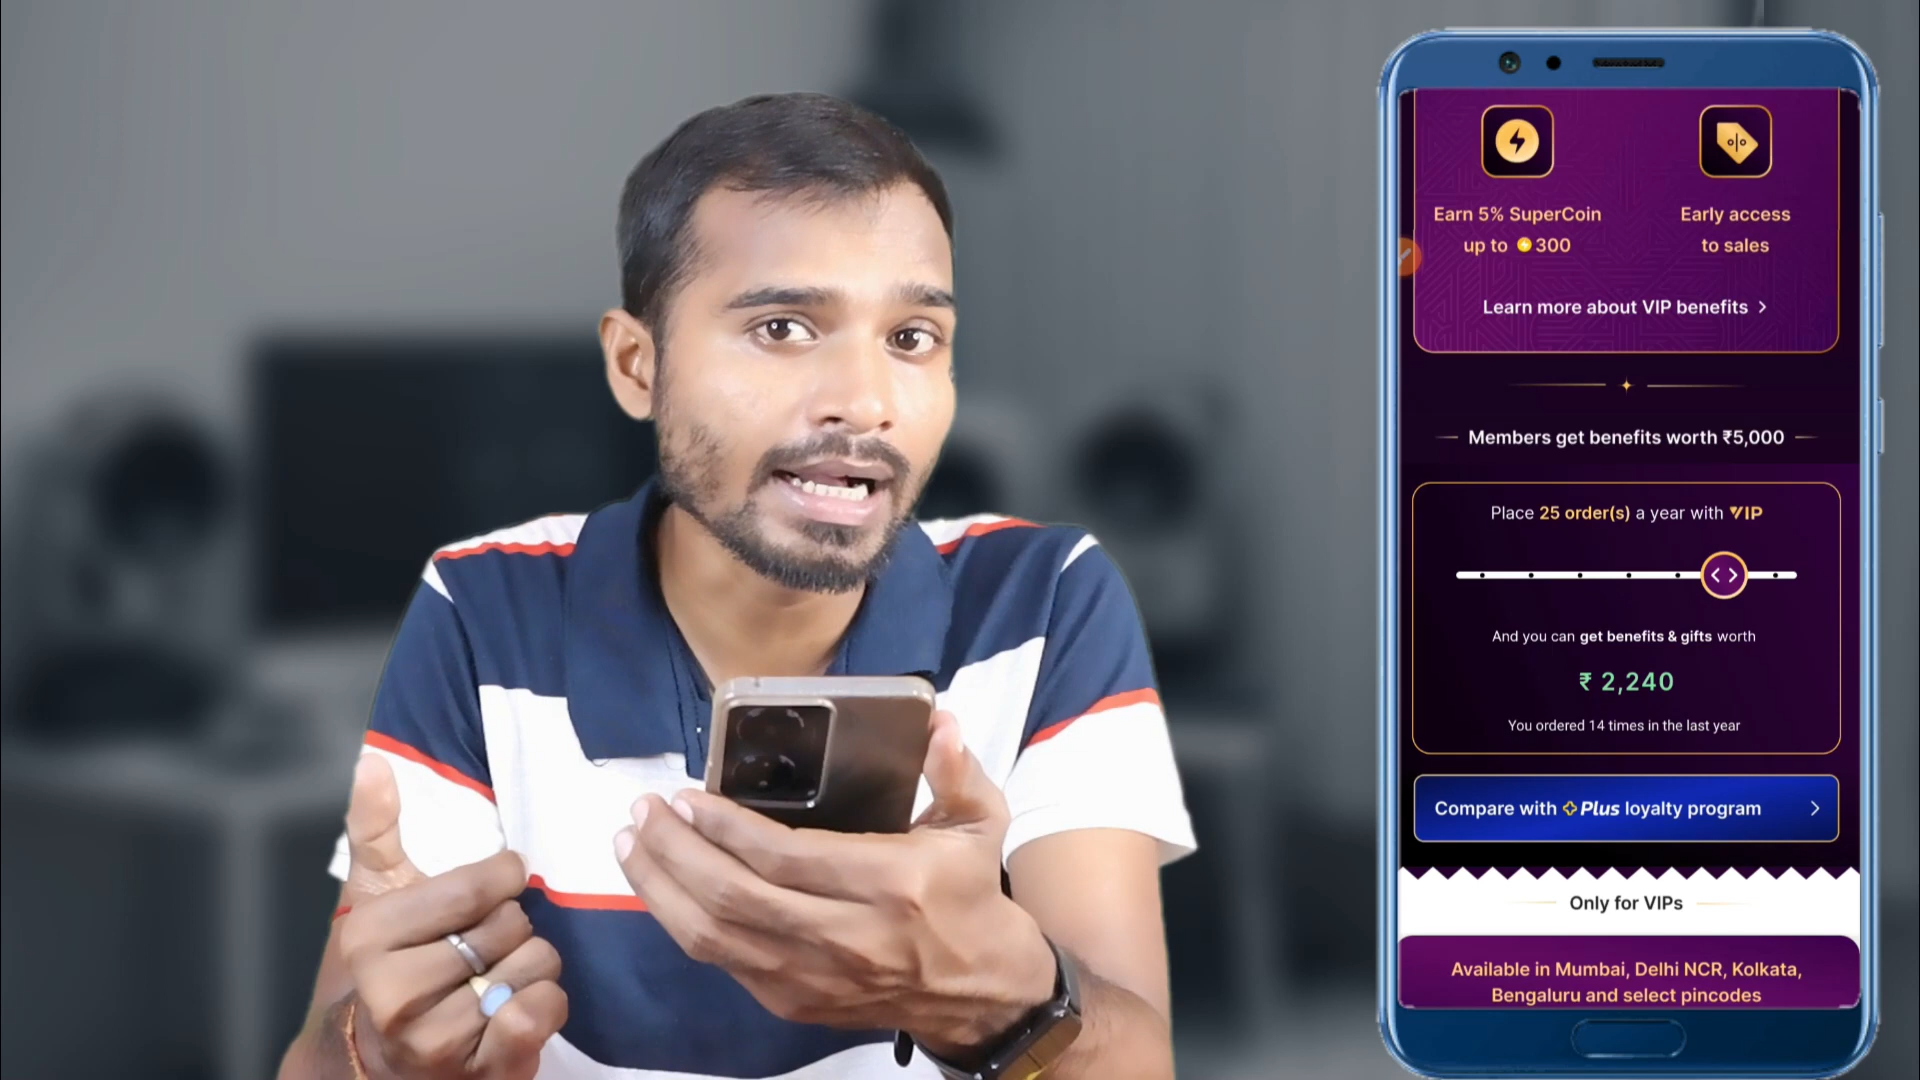 Earn 5% SuperCoin
up to 300
Early access
to sales
Learn more about VIP benefits >
Members get benefits worth ₹5,000
Place 25 order(s) a year with VIP
< >
And you can get benefits & gifts worth
₹ 2,240
You ordered 14 times in the last year
Compare with Plus loyalty program >
Only for VIPs
Available in Mumbai, Delhi NCR, Kolkata,
Bengaluru and select pincodes